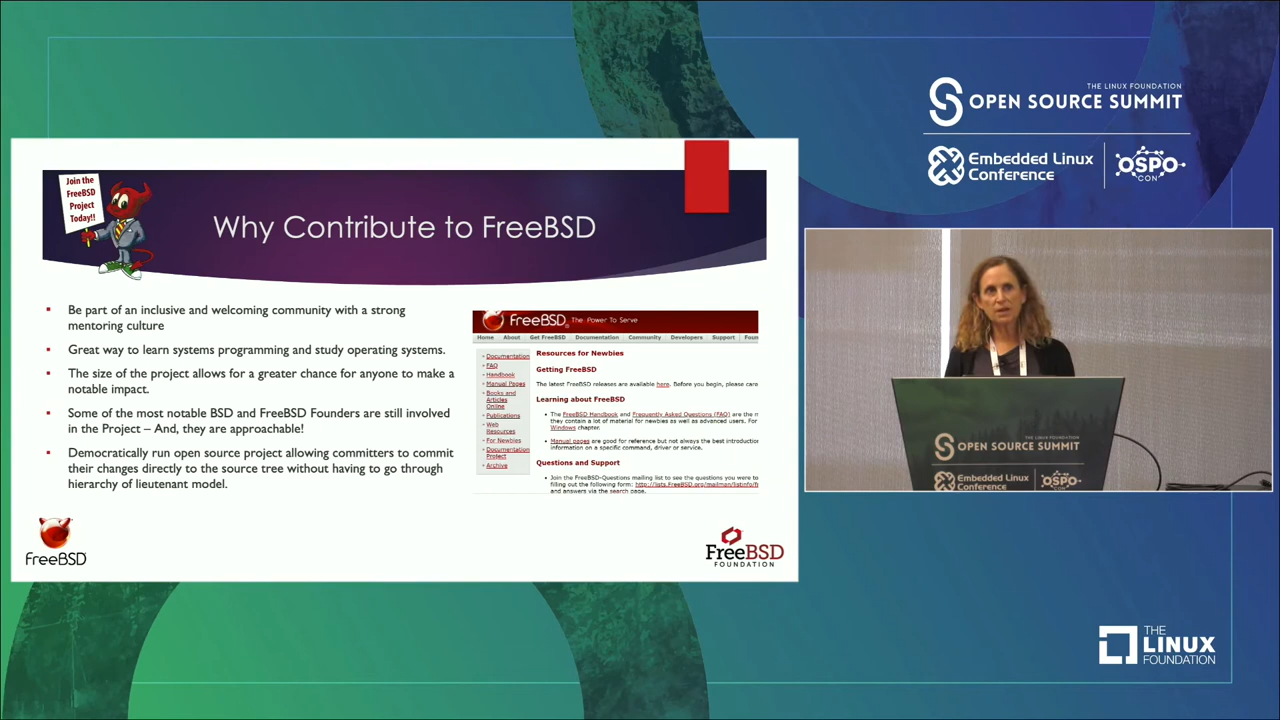 THE LINUX FOUNDATION
OPEN SOURCE SUMMIT
Embedded Linux
Conference
OSPO
CON
Join the
FreeBSD
Project
Today!!
Why Contribute to FreeBSD
Be part of an inclusive and welcoming community with a strong
mentoring culture
Great way to learn systems programming and study operating systems.
The size of the project allows for a greater chance for anyone to make a
notable impact.
Some of the most notable BSD and FreeBSD Founders are still involved
in the Project – And, they are approachable!
Democratically run open source project allowing committers to commit
their changes directly to the source tree without having to go through
hierarchy of lieutenant model.
FreeBSD The Power To Serve
Home About Get FreeBSD Documentation Community Developers Support Foun
Documentation
FAQ
Handbook
Manual Pages
Books and
Articles
Online
Publications
Web
Resources
For Newbies
Documentation
Project
Archive
Resources for Newbies
Getting FreeBSD
The latest FreeBSD releases are available here. Before you begin, please care
Learning about FreeBSD
The FreeBSD Handbook and Frequently Asked Questions (FAQ) are the m
they contain a lot of material for newbies as well as advanced users. For
Windows chapter.
Manual pages are good for reference but not always the best introductio
information on a specific command, driver or service.
Questions and Support
Join the FreeBSD-Questions mailing list to see the questions you were to
filling out the following form: http://lists.FreeBSD.org/mailman/listinfo/f
and answers via the search page.
FreeBSD
FreeBSD
FOUNDATION
THE LINUX FOUNDATION
OPEN SOURCE SUMMIT
Embedded Linux
Conference
OSPO
CON
THE
LINUX
FOUNDATION